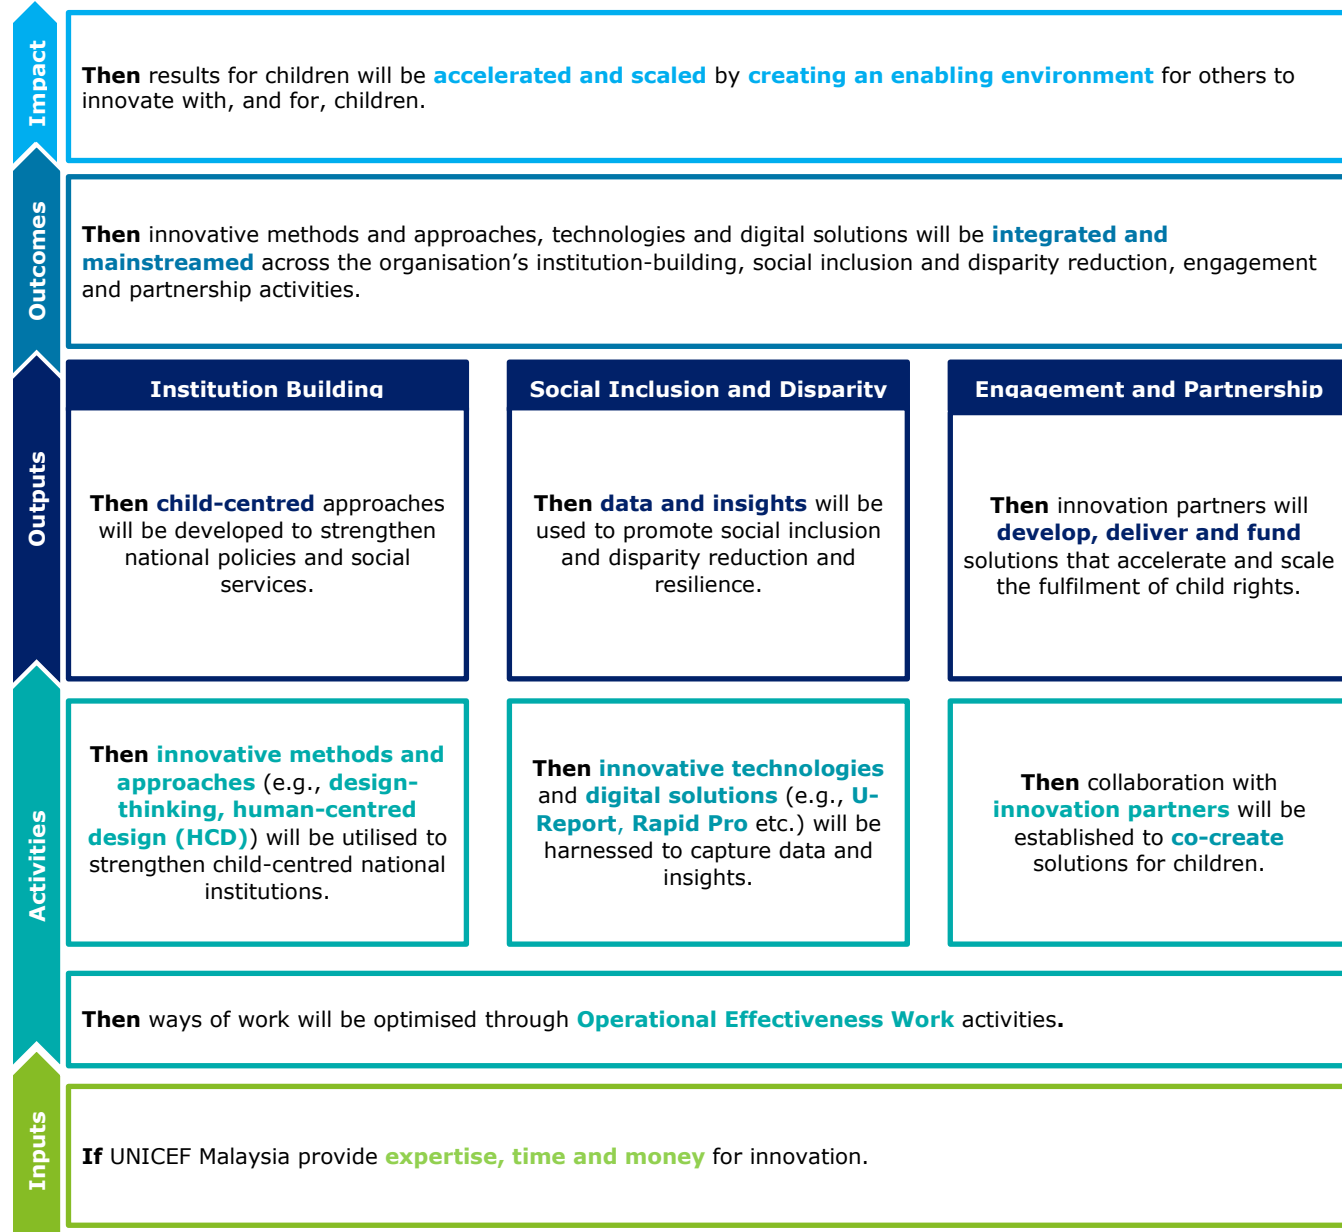 Impact
Then results for children will be accelerated and scaled by creating an enabling environment for others to
innovate with, and for, children.
Outcomes
Then innovative methods and approaches, technologies and digital solutions will be integrated and
mainstreamed across the organisation’s institution-building, social inclusion and disparity reduction, engagement
and partnership activities.
Outputs
Institution Building
Then child-centred approaches
will be developed to strengthen
national policies and social
services.
Social Inclusion and Disparity
Then data and insights will be
used to promote social inclusion
and disparity reduction and
resilience.
Engagement and Partnership
Then innovation partners will
develop, deliver and fund
solutions that accelerate and scale
the fulfilment of child rights.
Activities
Then innovative methods and
approaches (e.g., design-
thinking, human-centred
design (HCD)) will be utilised to
strengthen child-centred national
institutions.
Then innovative technologies
and digital solutions (e.g., U-
Report, Rapid Pro etc.) will be
harnessed to capture data and
insights.
Then collaboration with
innovation partners will be
established to co-create
solutions for children.
Then ways of work will be optimised through Operational Effectiveness Work activities.
Inputs
If UNICEF Malaysia provide expertise, time and money for innovation.